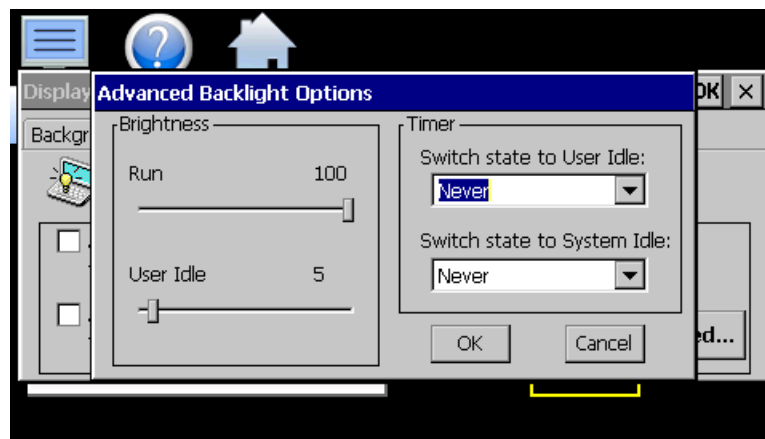 ?
Display
Advanced Backlight Options
OK ×
Backgr
Brightness
Run 100
User Idle 5
Timer
Switch state to User Idle:
Never
Switch state to System Idle:
Never
OK Cancel
ed...